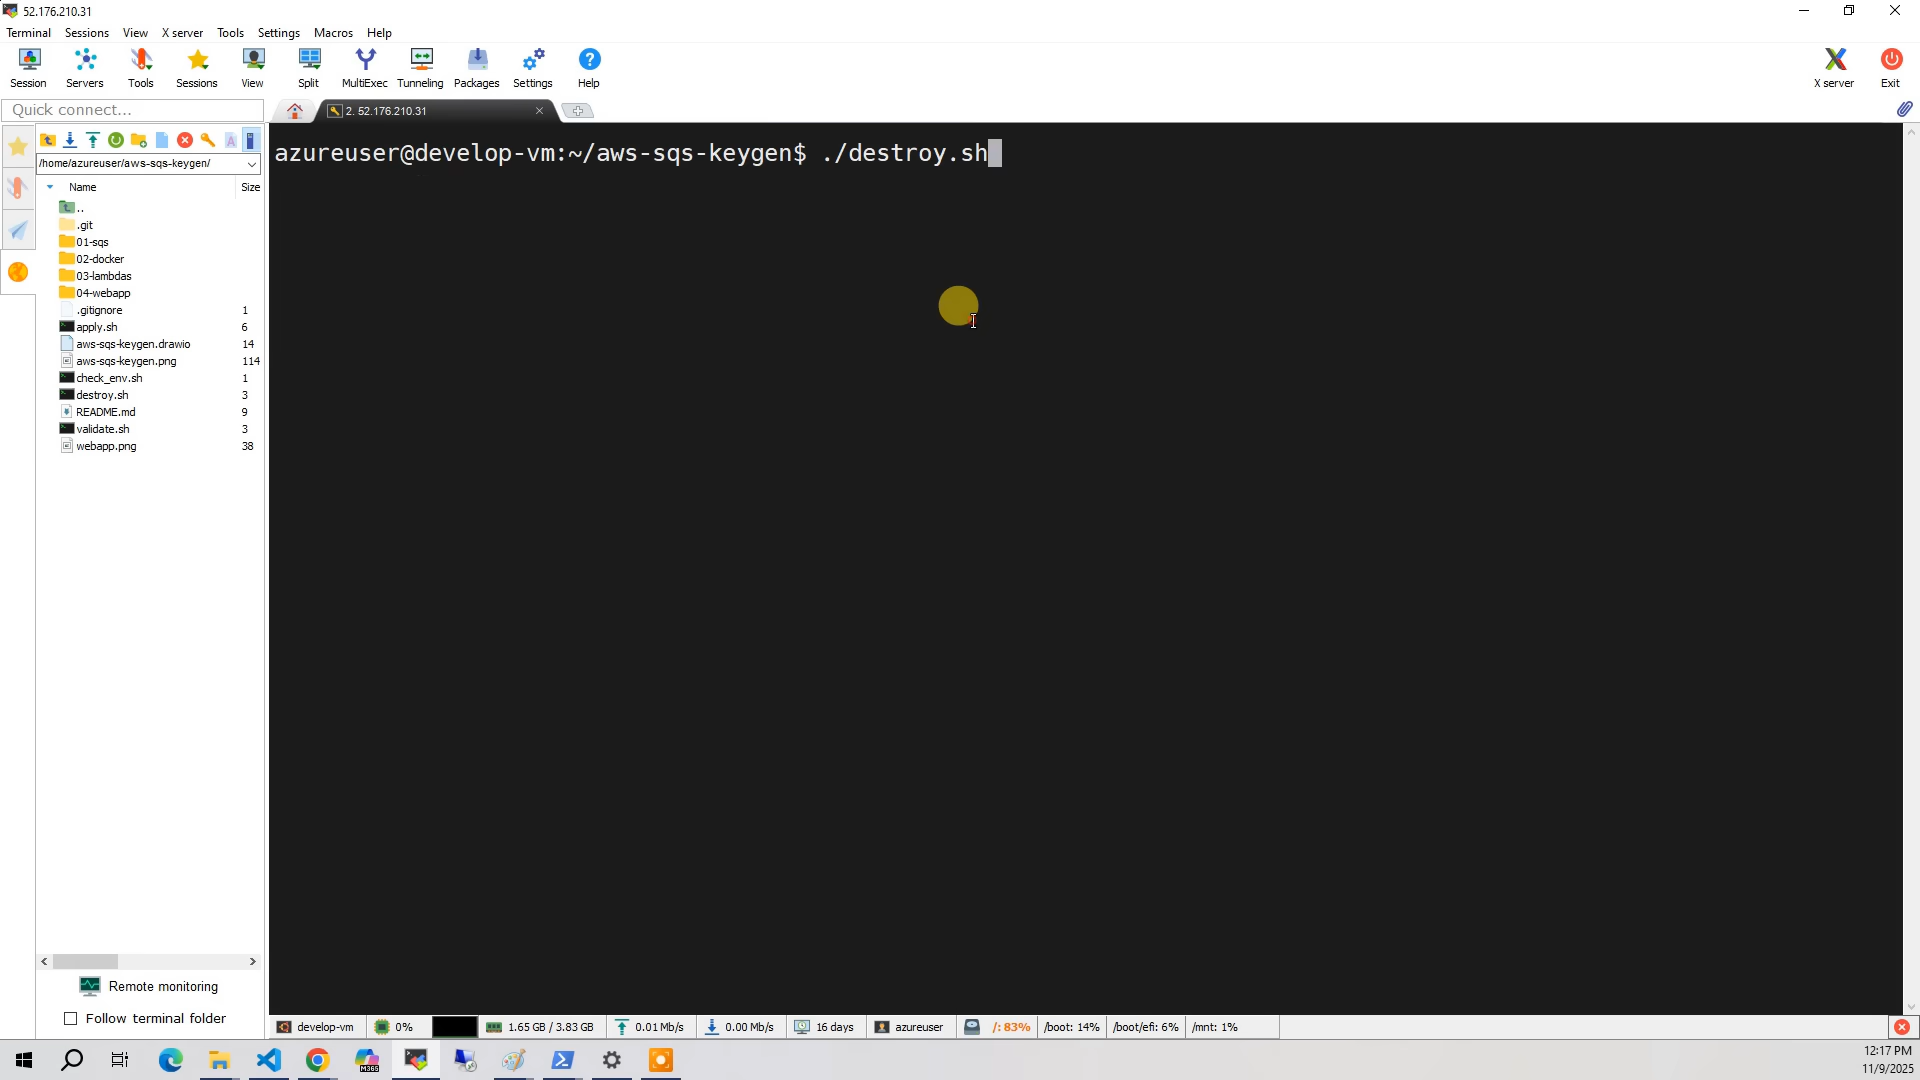 52.176.210.31
Terminal Sessions View X server Tools Settings Macros Help
Session Servers Tools Sessions View Split MultiExec Tunneling Packages Settings Help X server Exit
Quick connect...
2. 52.176.210.31
/home/azureuser/aws-sqs-keygen/
azureuser@develop-vm:~/aws-sqs-keygen$ ./destroy.sh
Name Size
..
.git
01-sqs
02-docker
03-lambdas
04-webapp
.gitignore 1
apply.sh 6
aws-sqs-keygen.drawio 14
aws-sqs-keygen.png 114
check_env.sh 1
destroy.sh 3
README.md 9
validate.sh 3
webapp.png 38
Remote monitoring
Follow terminal folder
develop-vm 0% 1.65 GB / 3.83 GB 0.01 Mb/s 0.00 Mb/s 16 days azureuser /: 83% /boot: 14% /boot/efi: 6% /mnt: 1%
M365
12:17 PM
11/9/2025